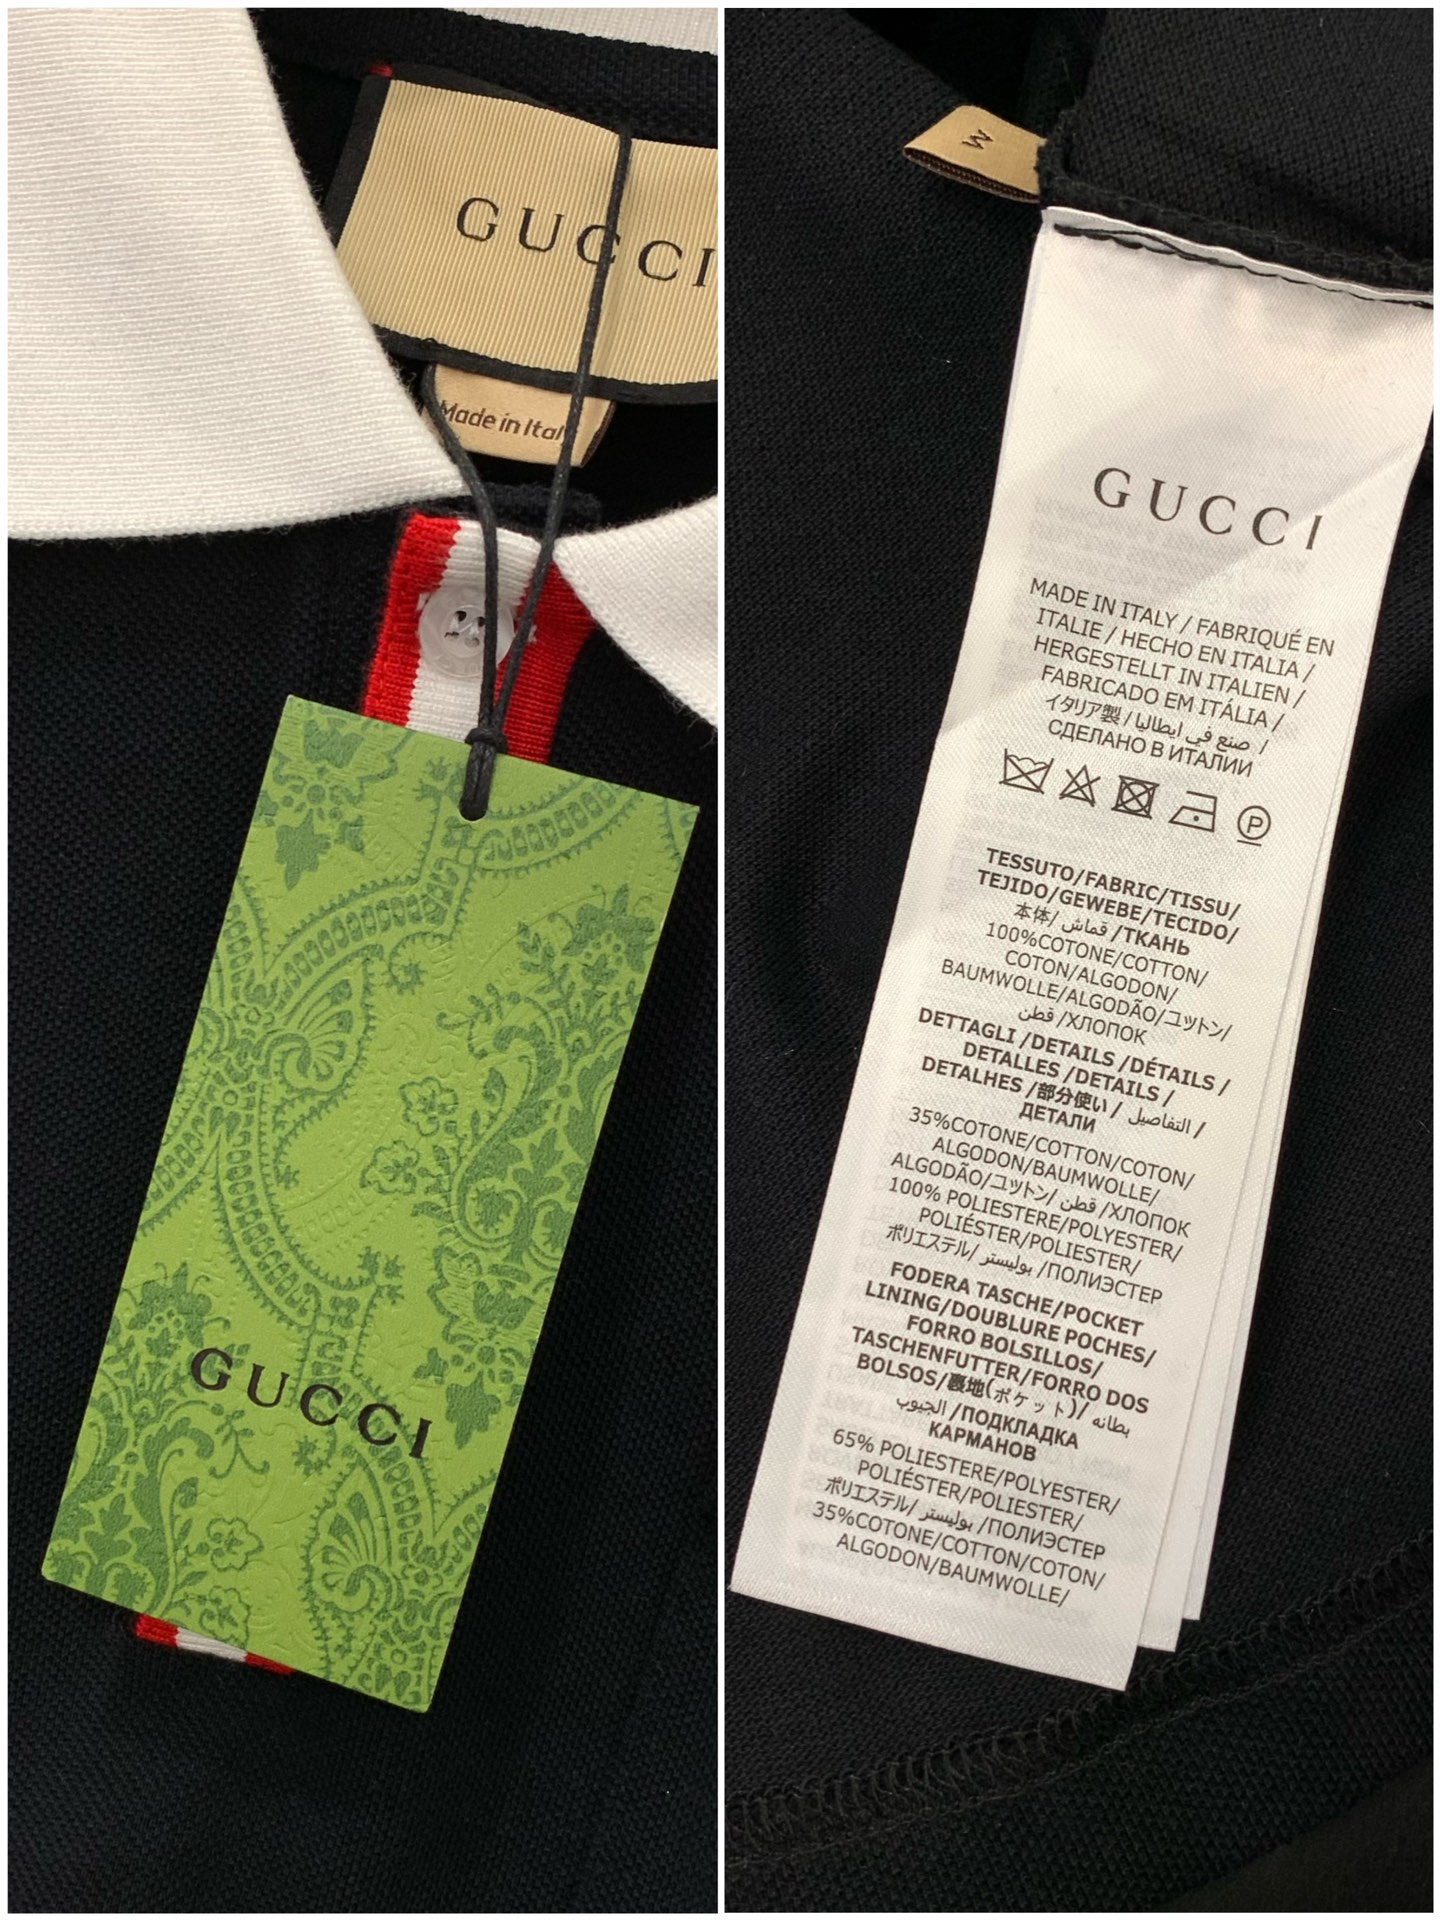 GUCCI
Made in Italy
GUCCI
M
GUCCI
MADE IN ITALY / FABRIQUÉ EN
ITALIE / HECHO EN ITALIA /
HERGESTELLT IN ITALIEN /
FABRICADO EM ITÁLIA /
イタリア製 / صنع في ايطاليا /
СДЕЛАНО В ИТАЛИИ
P
TESSUTO/FABRIC/TISSU/
TEJIDO/GEWEBE/TECIDO/
本体/ قماش /ТКАНЬ
100%COTONE/COTTON/
COTON/ALGODON/
BAUMWOLLE/ALGODÃO/コットン/
قطن /ХЛОПОК
DETTAGLI /DETAILS /DÉTAILS /
DETALLES /DETAILS /
DETALHES /部分使い / التفاصيل /
ДЕТАЛИ
35%COTONE/COTTON/COTON/
ALGODON/BAUMWOLLE/
ALGODÃO/コットン/ قطن /ХЛОПОК
100% POLIESTERE/POLYESTER/
POLIÉSTER/POLIESTER/
ポリエステル/ بوليستر /ПОЛИЭСТЕР
FODERA TASCHE/POCKET
LINING/DOUBLURE POCHES/
FORRO BOLSILLOS/
TASCHENFUTTER/FORRO DOS
BOLSOS/裏地(ポケット)/ بطانه
الجيوب /ПОДКЛАДКА
КАРМАНОВ
65% POLIESTERE/POLYESTER/
POLIÉSTER/POLIESTER/
ポリエステル/ بوليستر /ПОЛИЭСТЕР
35%COTONE/COTTON/COTON/
ALGODON/BAUMWOLLE/